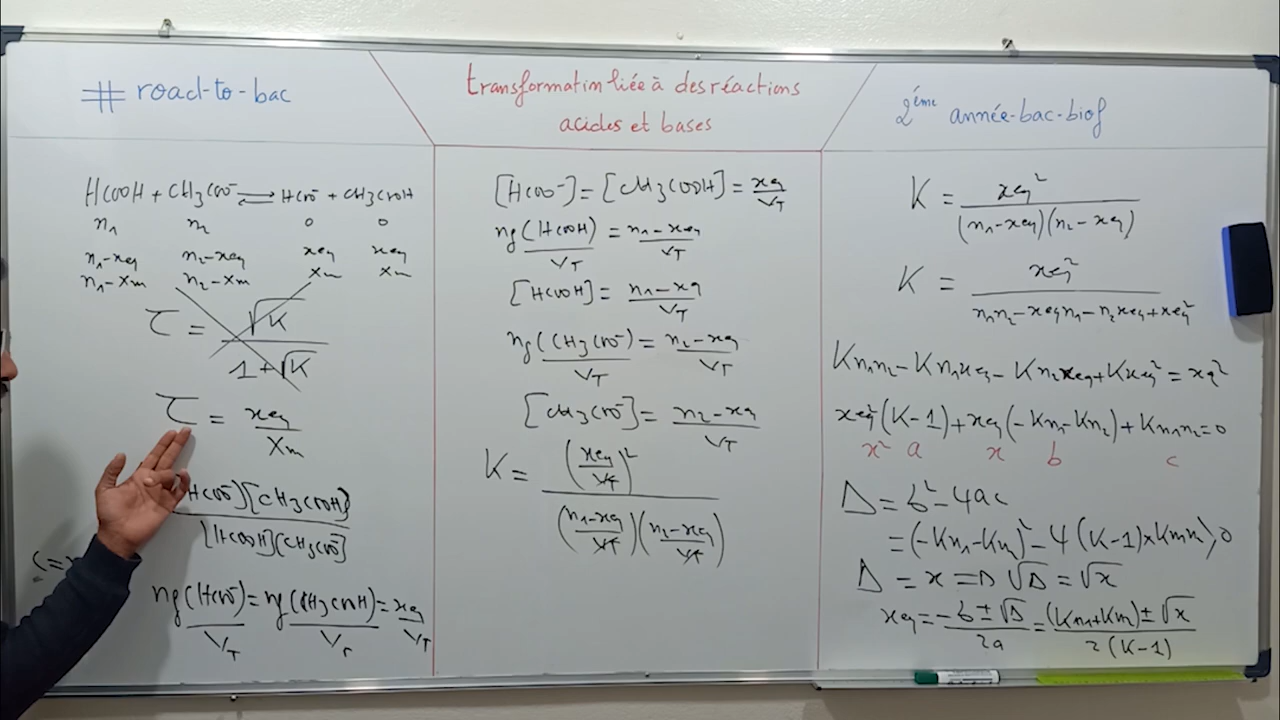 # road-to-bac
transformation liée à des réactions
acides et bases
2ème année-bac-biof
HCOOH + CH3COO- ⇌ HCOO- + CH3COOH
n1 n2 0 0
n1-xeq n2-xeq xeq xeq
n1-Xm n2-Xm Xm Xm
τ = √K / 1+√K
τ = xeq / Xm
[HCOO-][CH3COOH]
[HCOOH][CH3COO-]
nf(HCOO-)/VT = nf(CH3COOH)/VT = xeq/VT
[HCOO-] = [CH3COOH] = xeq/VT
nf(HCOOH)/VT = n1-xeq/VT
[HCOOH] = n1-xeq/VT
nf(CH3COO-)/VT = n2-xeq/VT
[CH3COO-] = n2-xeq/VT
K = (xeq/VT)² / (n1-xeq/VT)(n2-xeq/VT)
K = xeq² / (n1-xeq)(n2-xeq)
K = xeq² / n1n2-xeqn1-n2xeq+xeq²
Kn1n2-Kn1xeq-Kn2xeq+Kxeq² = xeq²
xeq²(K-1)+xeq(-Kn1-Kn2)+Kn1n2=0
x² a x b c
Δ = b²-4ac
=(-Kn1-Kn2)²-4(K-1)×Kn1n2>0
Δ = x ⇒ √Δ = √x
xeq = -b±√Δ / 2a = (Kn1+Kn2)±√x / 2(K-1)